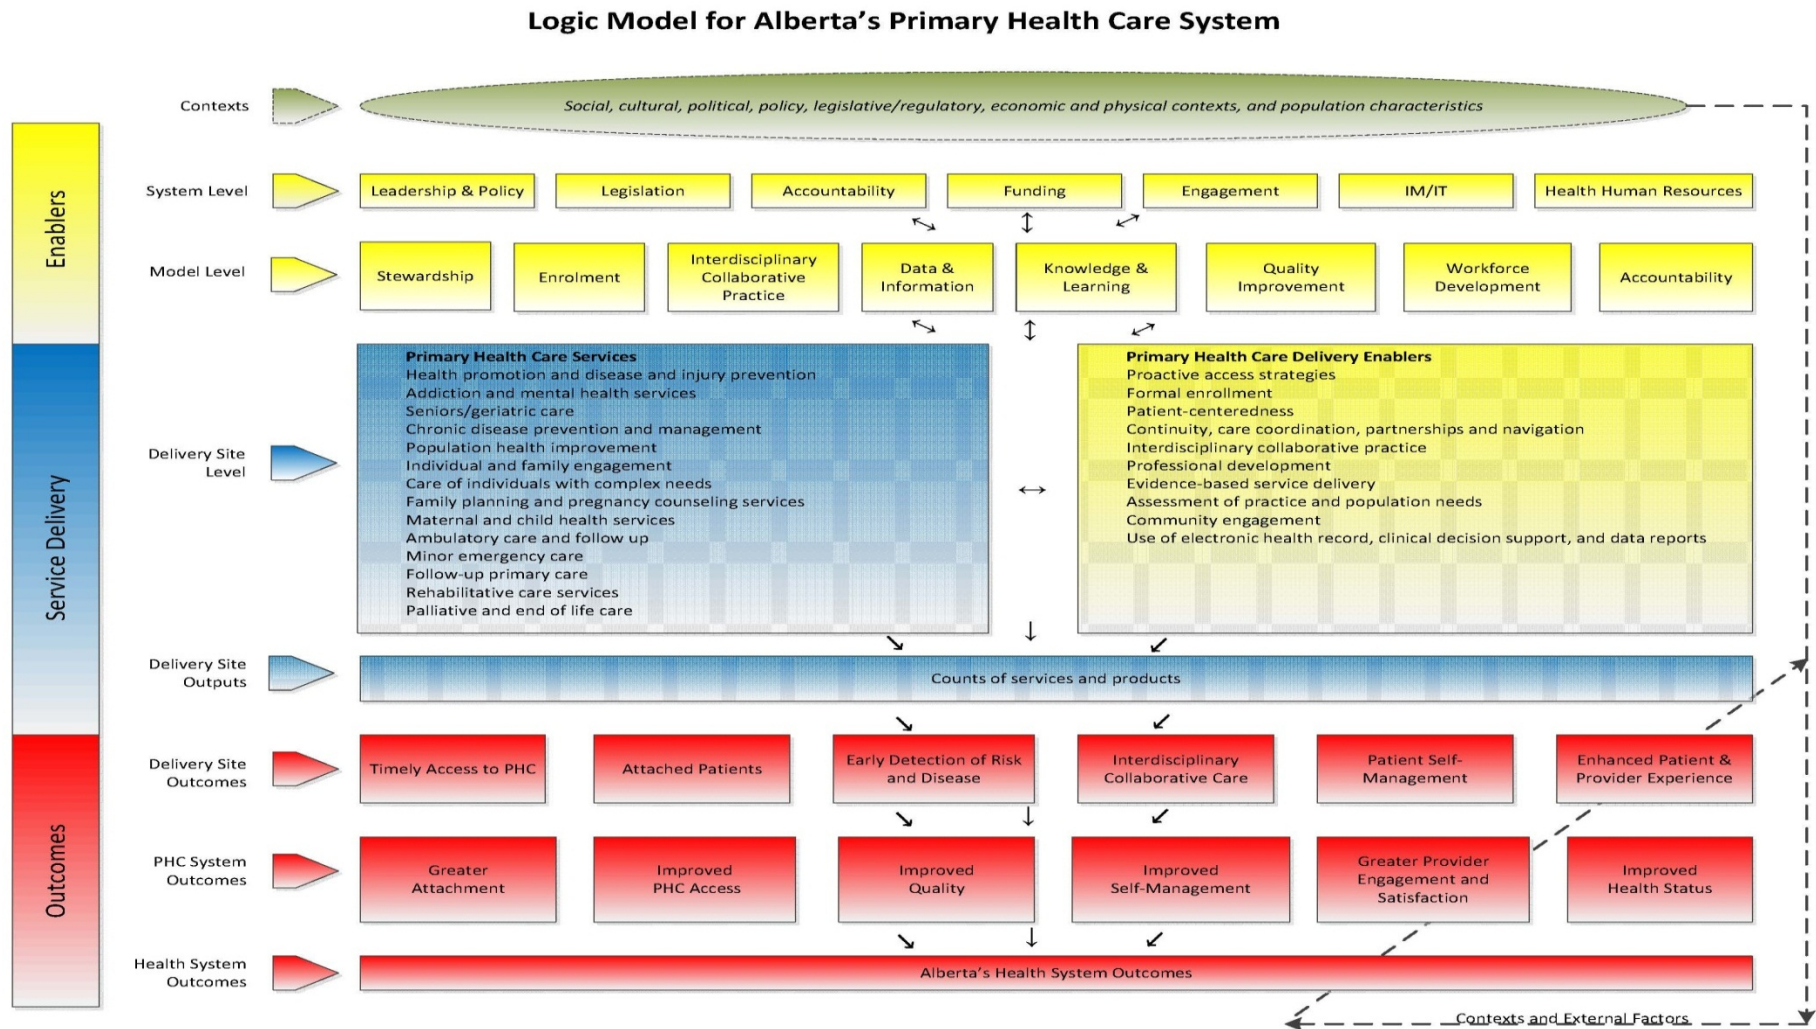 Logic Model for Alberta's Primary Health Care System
Contexts
Social, cultural, political, policy, legislative/regulatory, economic and physical contexts, and population characteristics
Enablers
System Level
Leadership & Policy
Legislation
Accountability
Funding
Engagement
IM/IT
Health Human Resources
Model Level
Stewardship
Enrolment
Interdisciplinary
Collaborative
Practice
Data &
Information
Knowledge &
Learning
Quality
Improvement
Workforce
Development
Accountability
Service Delivery
Delivery Site
Level
Primary Health Care Services
Health promotion and disease and injury prevention
Addiction and mental health services
Seniors/geriatric care
Chronic disease prevention and management
Population health improvement
Individual and family engagement
Care of individuals with complex needs
Family planning and pregnancy counseling services
Maternal and child health services
Ambulatory care and follow up
Minor emergency care
Follow-up primary care
Rehabilitative care services
Palliative and end of life care
Primary Health Care Delivery Enablers
Proactive access strategies
Formal enrollment
Patient-centeredness
Continuity, care coordination, partnerships and navigation
Interdisciplinary collaborative practice
Professional development
Evidence-based service delivery
Assessment of practice and population needs
Community engagement
Use of electronic health record, clinical decision support, and data reports
Delivery Site
Outputs
Counts of services and products
Outcomes
Delivery Site
Outcomes
Timely Access to PHC
Attached Patients
Early Detection of Risk
and Disease
Interdisciplinary
Collaborative Care
Patient Self-
Management
Enhanced Patient &
Provider Experience
PHC System
Outcomes
Greater
Attachment
Improved
PHC Access
Improved
Quality
Improved
Self-Management
Greater Provider
Engagement and
Satisfaction
Improved
Health Status
Health System
Outcomes
Alberta's Health System Outcomes
Contexts and External Factors